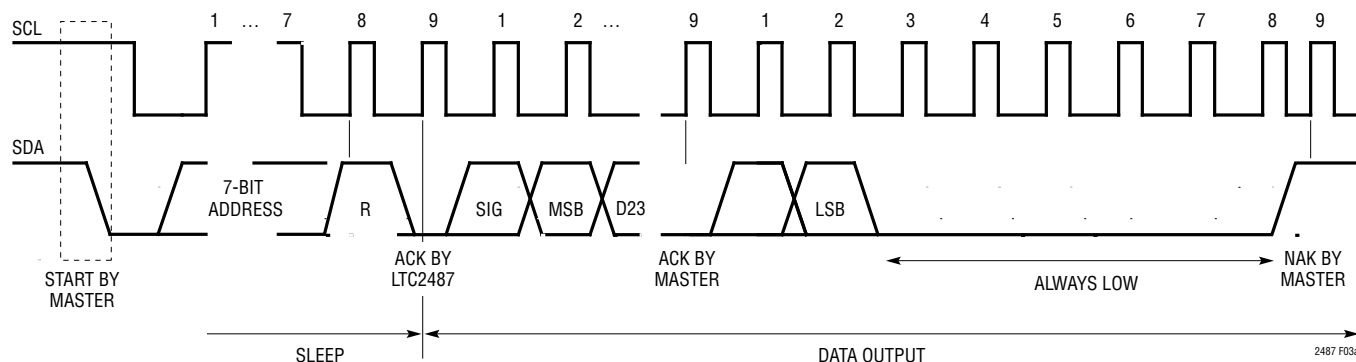 1 … 7 8 9 1 2 … 9 1 2 3 4 5 6 7 8 9
SCL
SDA
7-BIT
ADDRESS
R
SIG
MSB
D23
LSB
START BY
MASTER
ACK BY
LTC2487
ACK BY
MASTER
ALWAYS LOW
NAK BY
MASTER
SLEEP
DATA OUTPUT